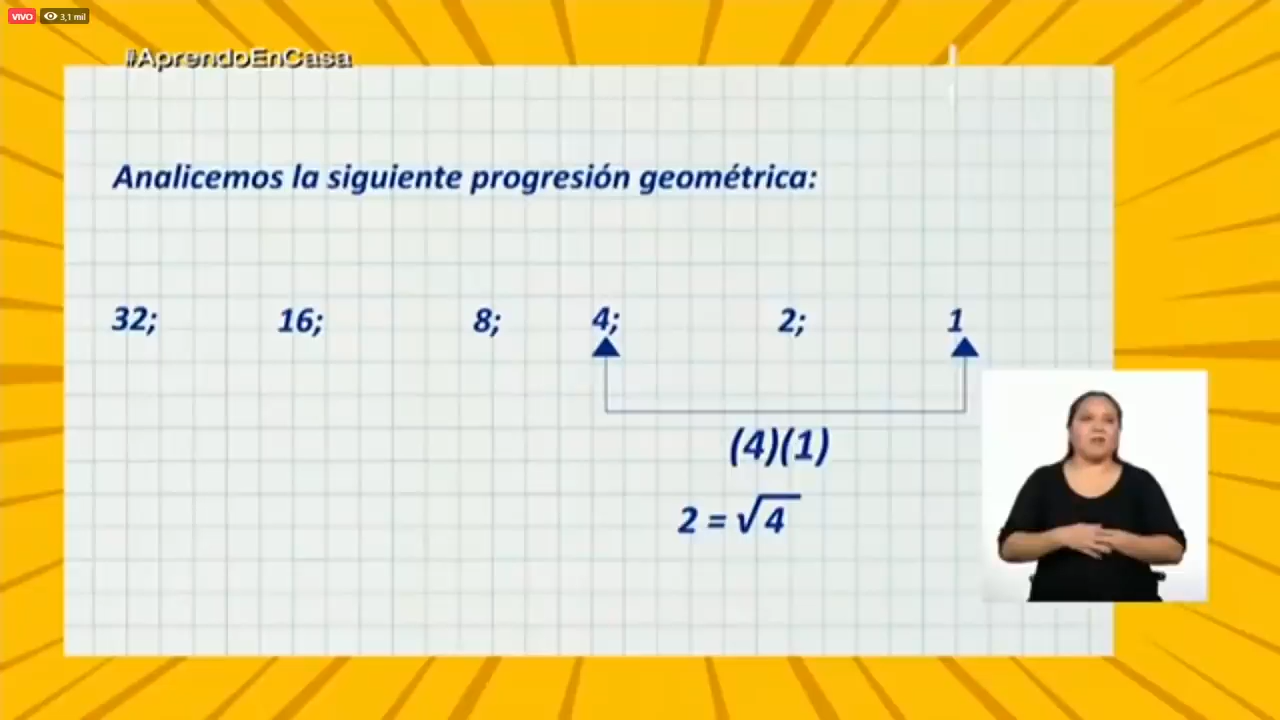 VIVO 3,1 mil
#AprendoEnCasa
Analicemos la siguiente progresión geométrica:
32; 16; 8; 4; 2; 1
(4)(1)
2 = √4